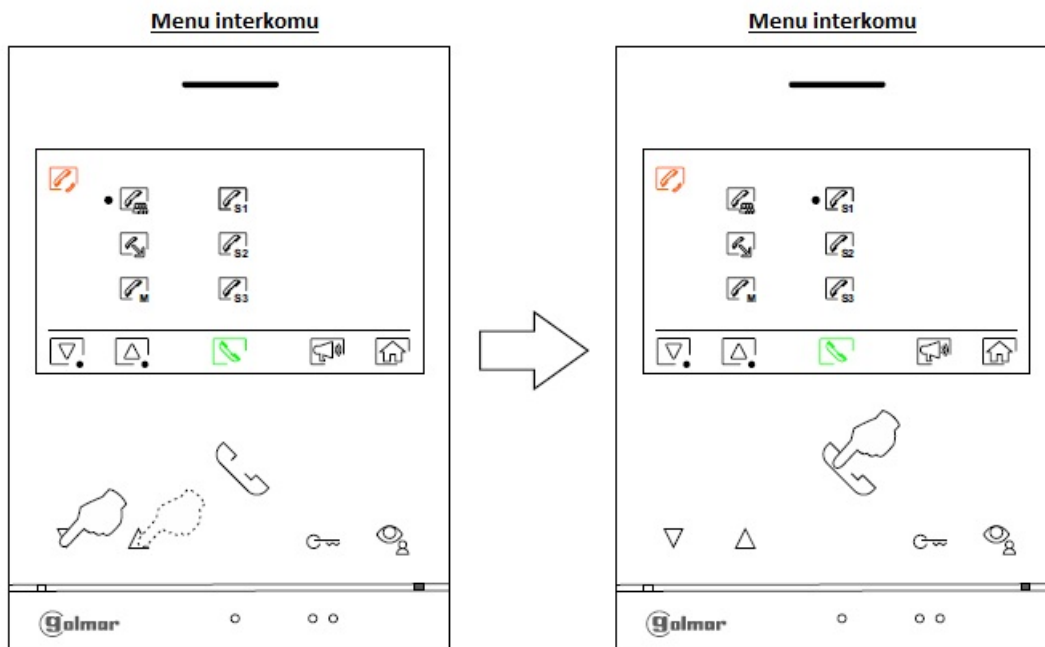 Menu interkomu
Menu interkomu
S1
S2
M
S3
S1
S2
M
S3
golmar
golmar